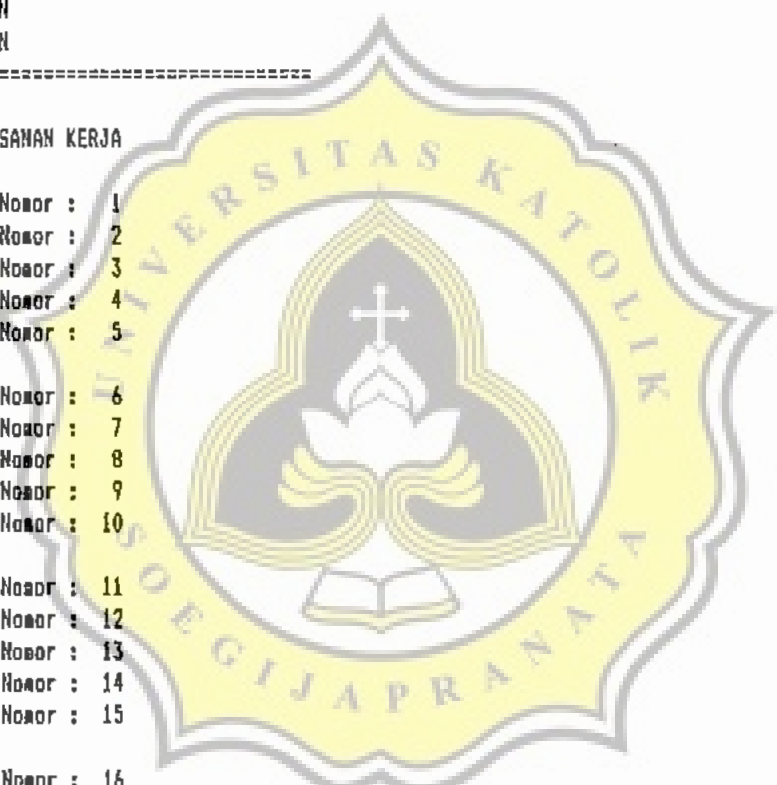 N
N
==============================
SANAN KERJA
Nomor : 1
Nomor : 2
Nomor : 3
Nomor : 4
Nomor : 5
Nomor : 6
Nomor : 7
Nomor : 8
Nomor : 9
Nomor : 10
Nomor : 11
Nomor : 12
Nomor : 13
Nomor : 14
Nomor : 15
Nomor : 16
UNIVERSITAS KATOLIK
SOEGIJAPRANATA